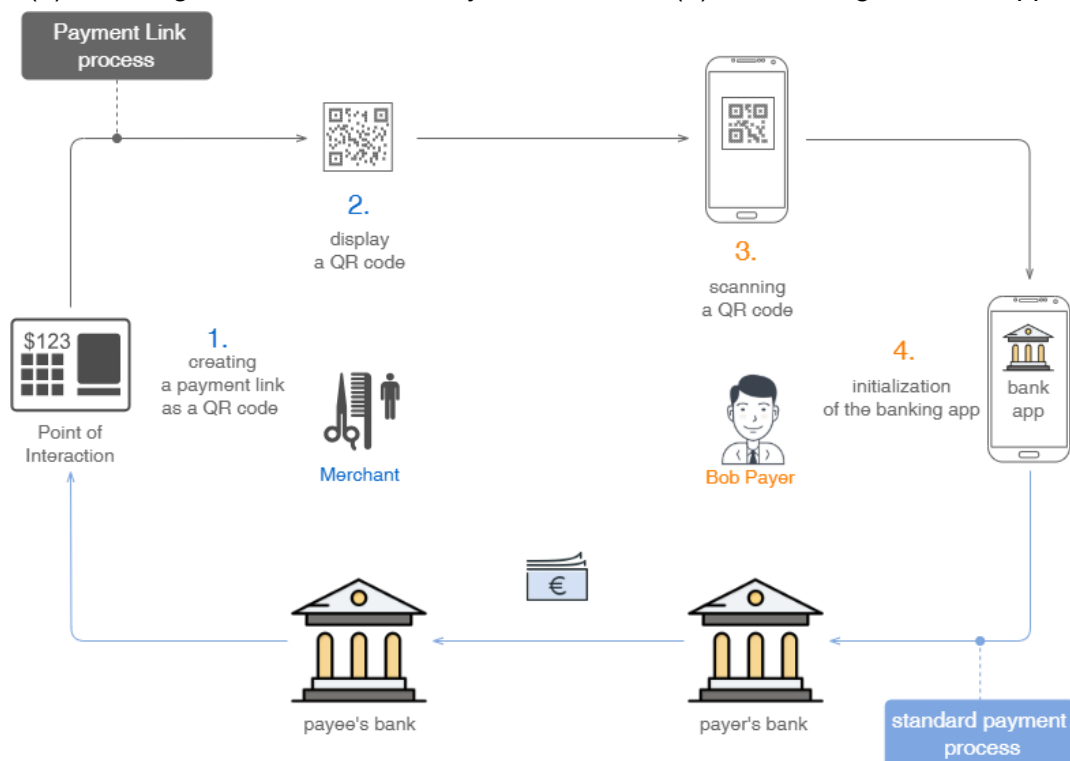 Payment Link
process
2.
display
a QR code
3.
scanning
a QR code
$123
1.
creating
a payment link
as a QR code
Point of
Interaction
Merchant
Bob Payer
4.
initialization
of the banking app
bank
app
€
payee's bank
payer's bank
standard payment
process